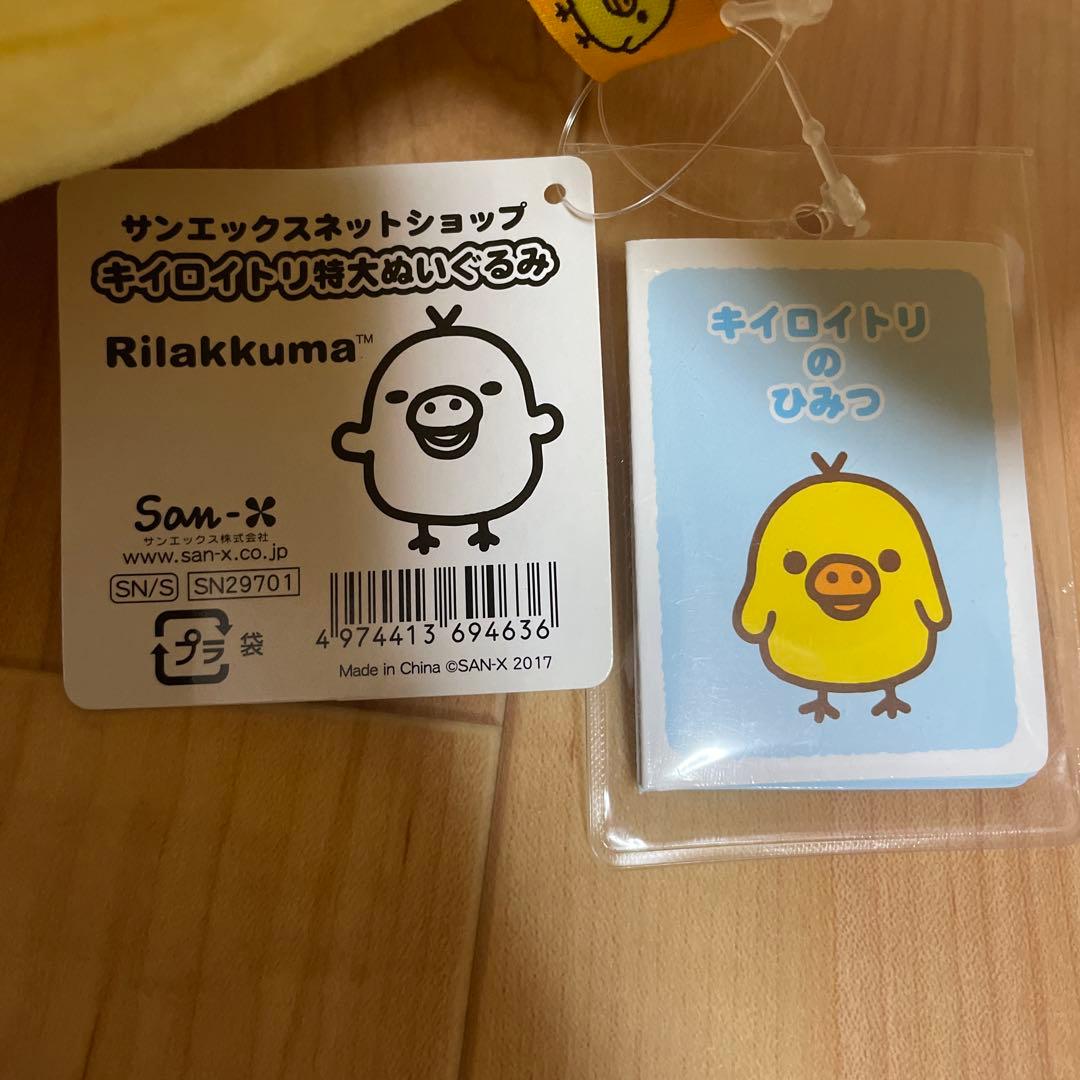 サンエックスネットショップ
キイロイトリ特大ぬいぐるみ
Rilakkuma™
San-X
サンエックス株式会社
www.san-x.co.jp
SN/S SN29701
プラ 袋
4 974413 694636
Made in China ©SAN-X 2017
キイロイトリ
の
ひみつ